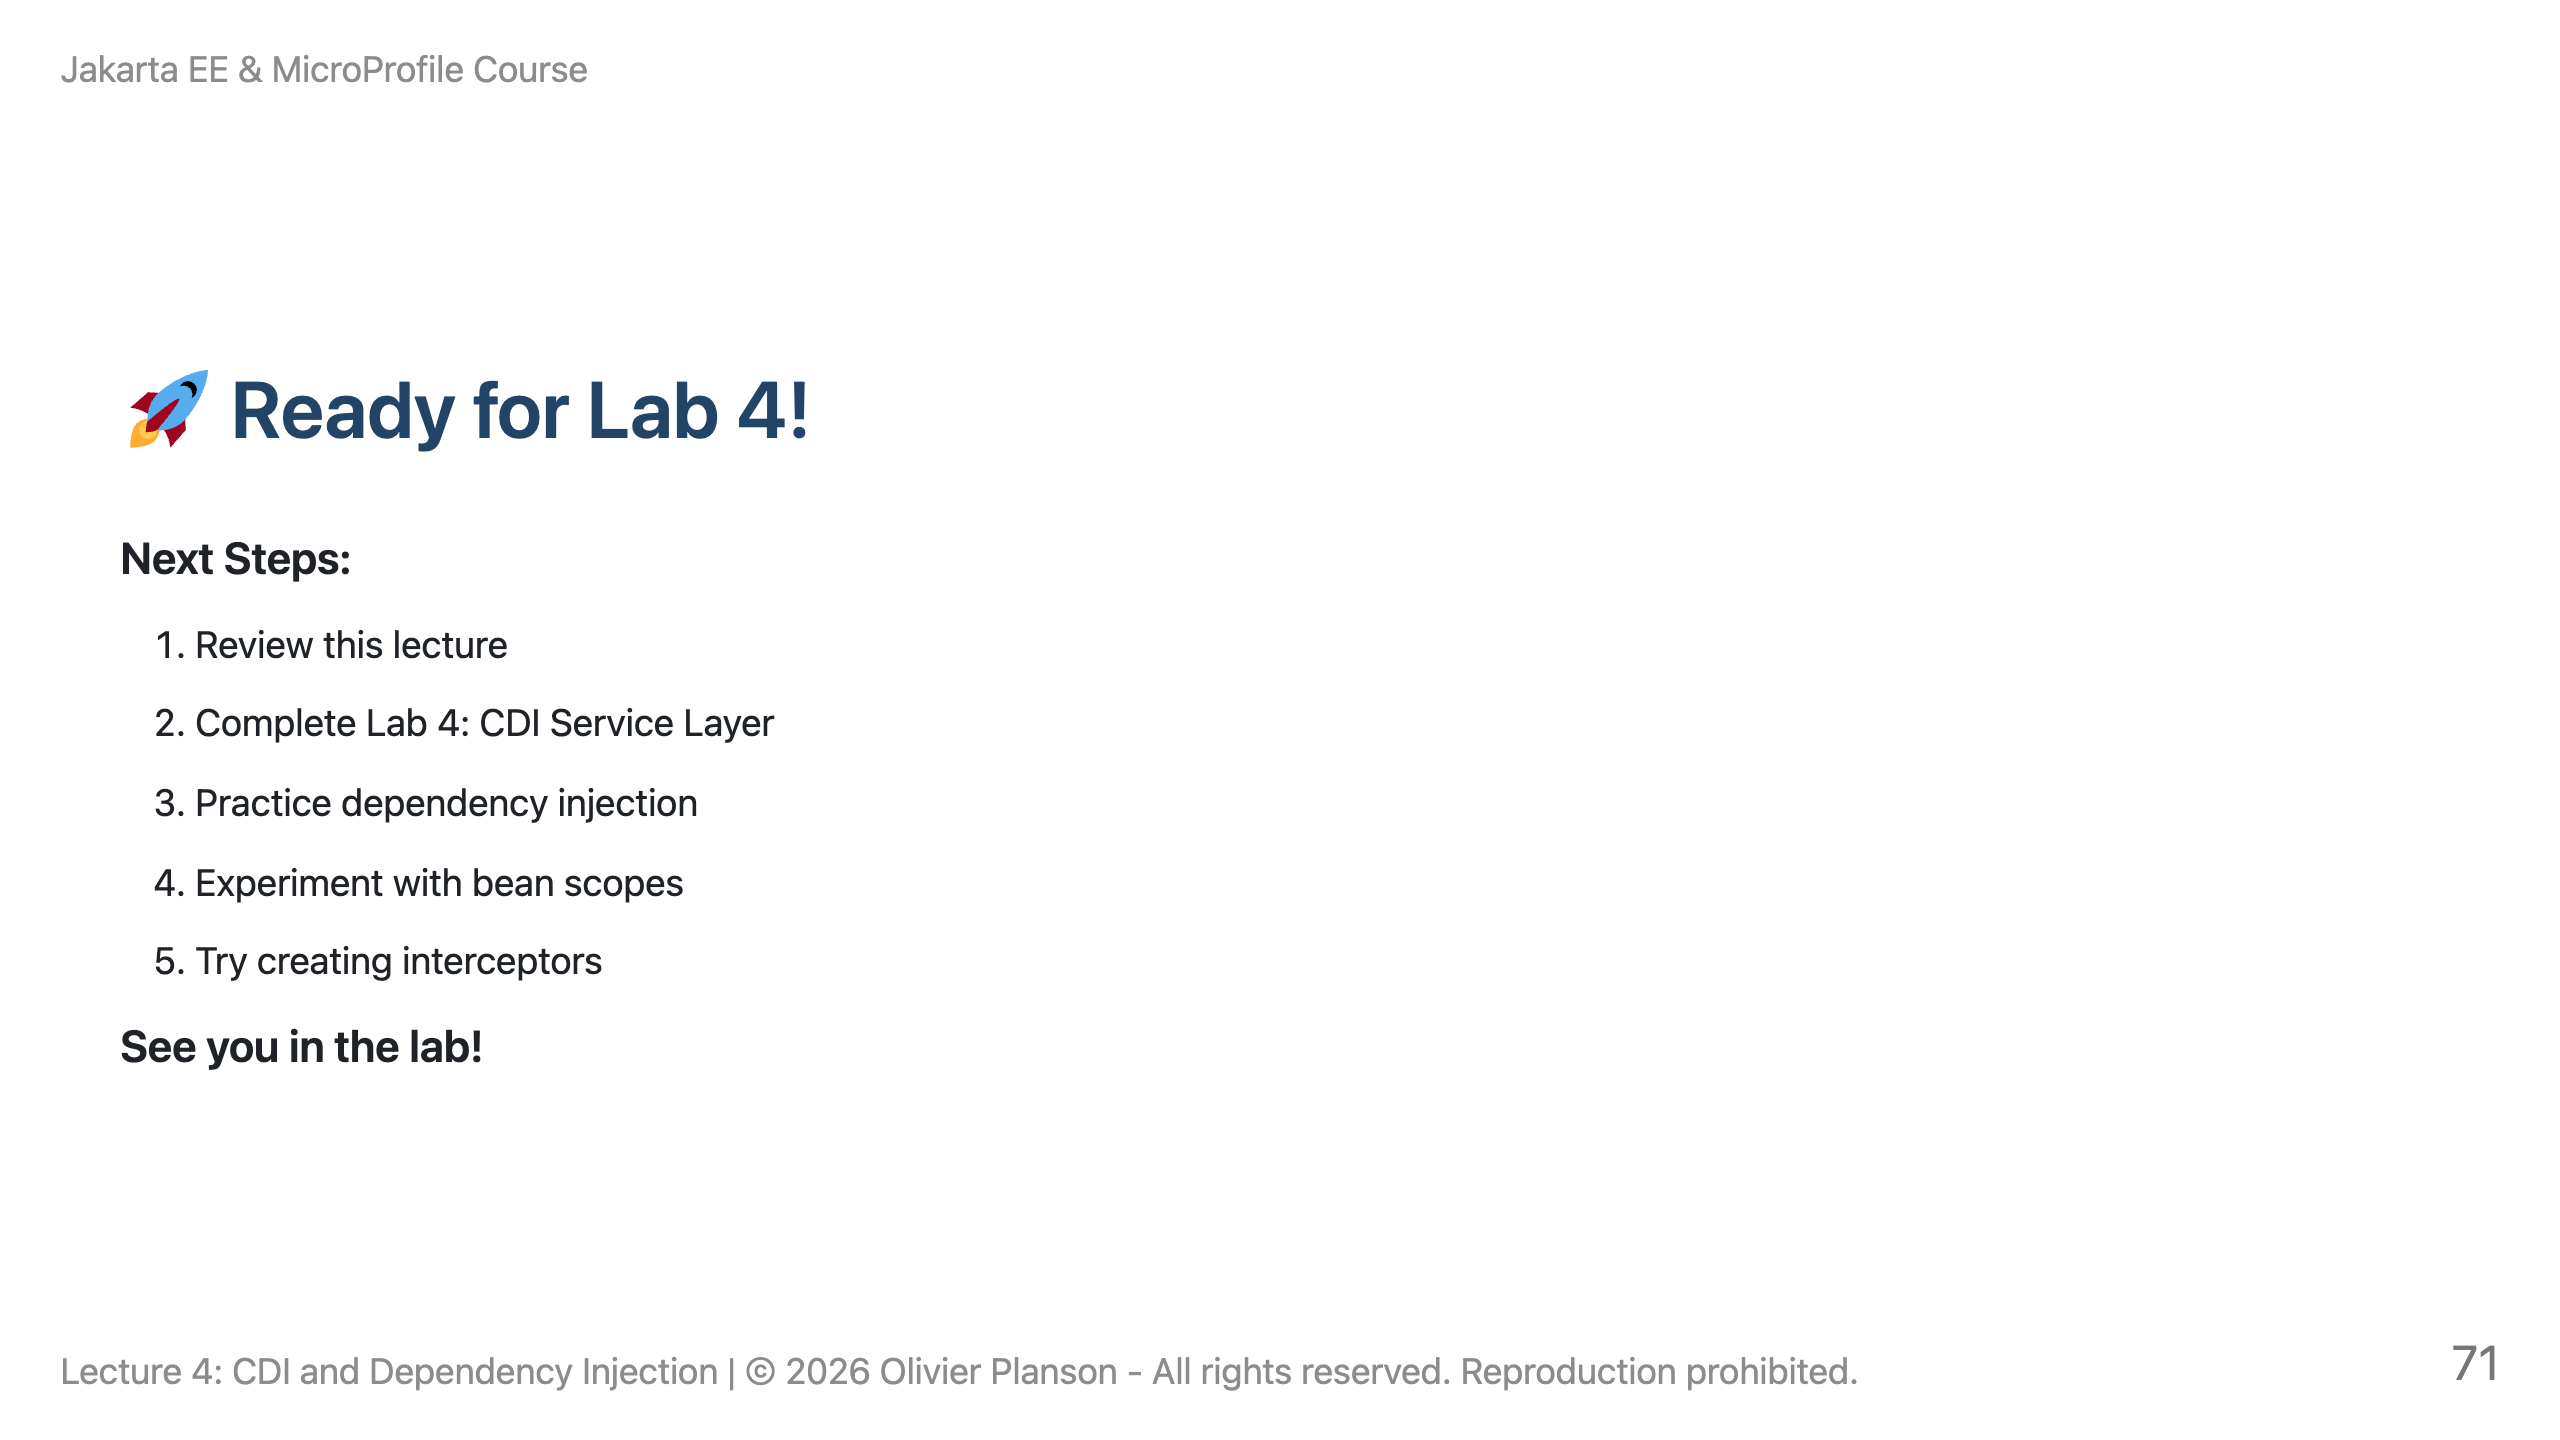 Jakarta EE & MicroProfile Course
🚀 Ready for Lab 4!
Next Steps:
1. Review this lecture
2. Complete Lab 4: CDI Service Layer
3. Practice dependency injection
4. Experiment with bean scopes
5. Try creating interceptors
See you in the lab!
Lecture 4: CDI and Dependency Injection | © 2026 Olivier Planson - All rights reserved. Reproduction prohibited.
71